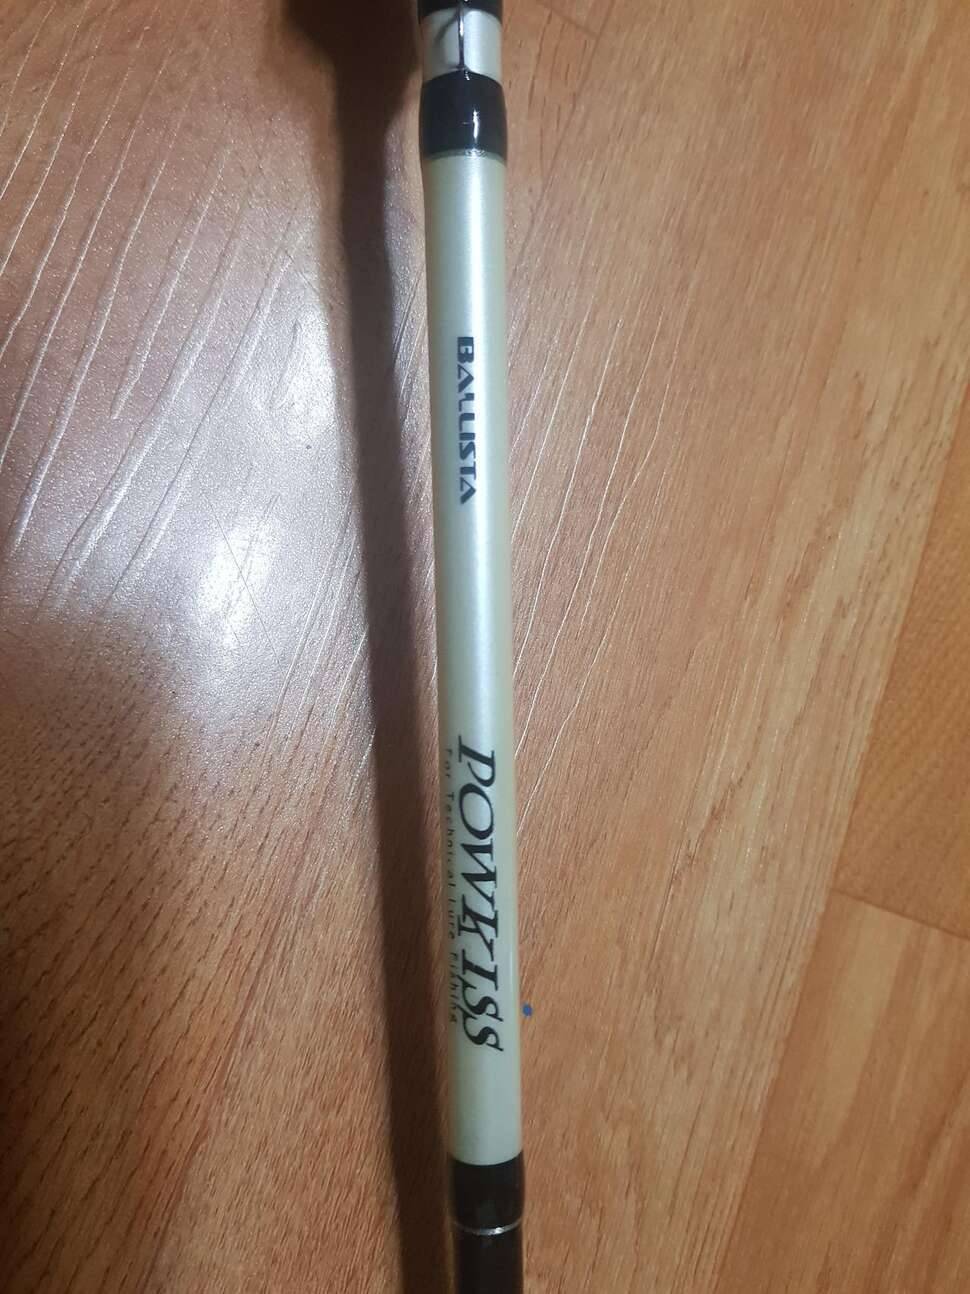 BALLISTA
POWKISS
For Technical Lure Fishing